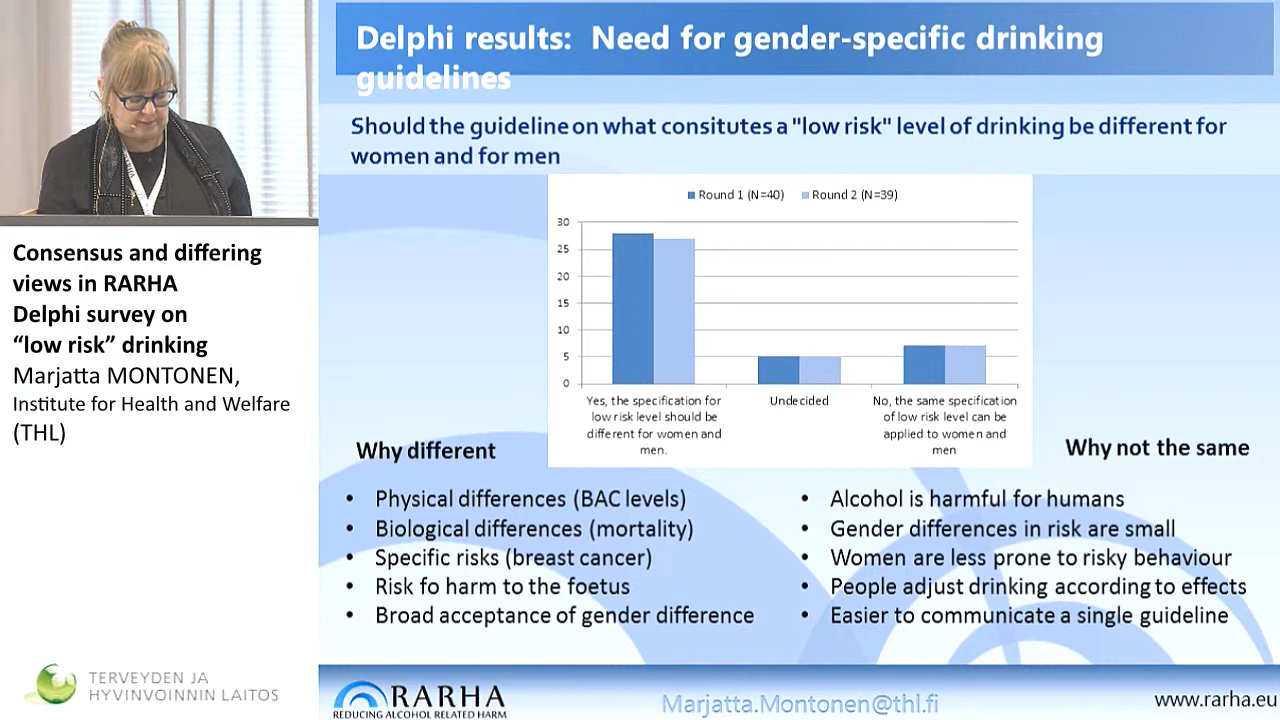 Delphi results: Need for gender-specific drinking
guidelines
Should the guideline on what consitutes a "low risk" level of drinking be different for
women and for men
Round 1 (N=40) Round 2 (N=39)
30
25
20
15
10
5
0
Yes, the specification for
low risk level should be
different for women and
men.
Undecided
No, the same specification
of low risk level can be
applied to women and
men
Why different
• Physical differences (BAC levels)
• Biological differences (mortality)
• Specific risks (breast cancer)
• Risk fo harm to the foetus
• Broad acceptance of gender difference
Why not the same
• Alcohol is harmful for humans
• Gender differences in risk are small
• Women are less prone to risky behaviour
• People adjust drinking according to effects
• Easier to communicate a single guideline
Consensus and differing
views in RARHA
Delphi survey on
“low risk” drinking
Marjatta MONTONEN,
Institute for Health and Welfare
(THL)
TERVEYDEN JA
HYVINVOINNIN LAITOS
RARHA
REDUCING ALCOHOL RELATED HARM
Marjatta.Montonen@thl.fi
www.rarha.eu